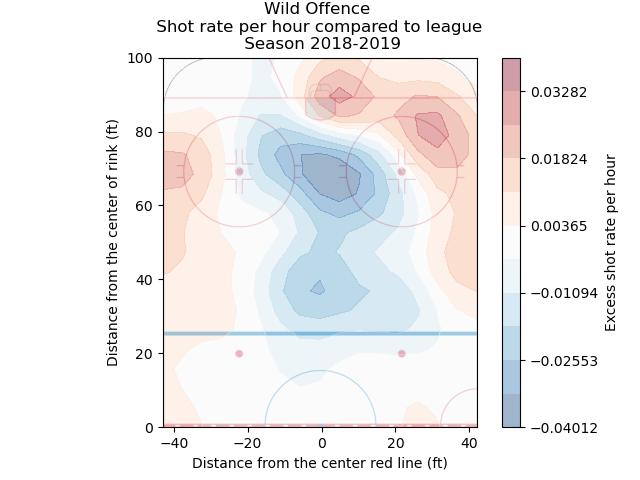 Wild Offence
Shot rate per hour compared to league
Season 2018-2019
100
80
60
40
20
0
−40
−20
0
20
40
Distance from the center of rink (ft)
Distance from the center red line (ft)
0.03282
0.01824
0.00365
−0.01094
−0.02553
−0.04012
Excess shot rate per hour